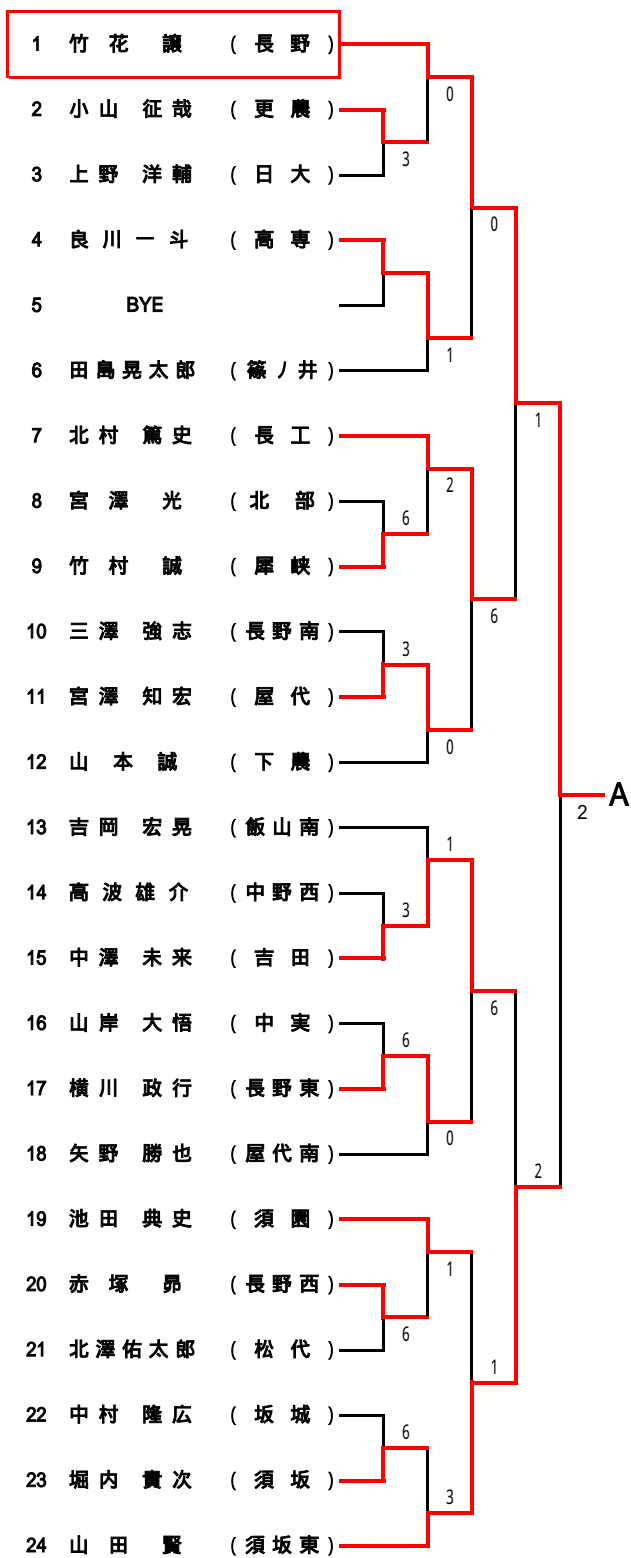 1 竹花 譲 (長野)
0
2 小山 征哉 (更農)
3
3 上野 洋輔 (日大)
0
4 良川一斗 (高専)
5 BYE
1
6 田島晃太郎 (篠ノ井)
1
7 北村 篤史 (長工)
2
8 宮澤 光 (北部)
6
9 竹村 誠 (犀峡)
6
10 三澤 強志 (長野南)
3
11 宮澤 知宏 (屋代)
0
12 山本誠 (下農)
A
2
13 吉岡 宏晃 (飯山南)
1
14 高波雄介 (中野西)
3
15 中澤 未来 (吉田)
6
16 山岸 大悟 (中実)
6
17 横川 政行 (長野東)
0
18 矢野 勝也 (屋代南)
2
19 池田 典史 (須園)
1
20 赤塚 昴 (長野西)
6
21 北澤佑太郎 (松代)
1
22 中村 隆広 (坂城)
6
23 堀内 貴次 (須坂)
3
24 山田 賢 (須坂東)